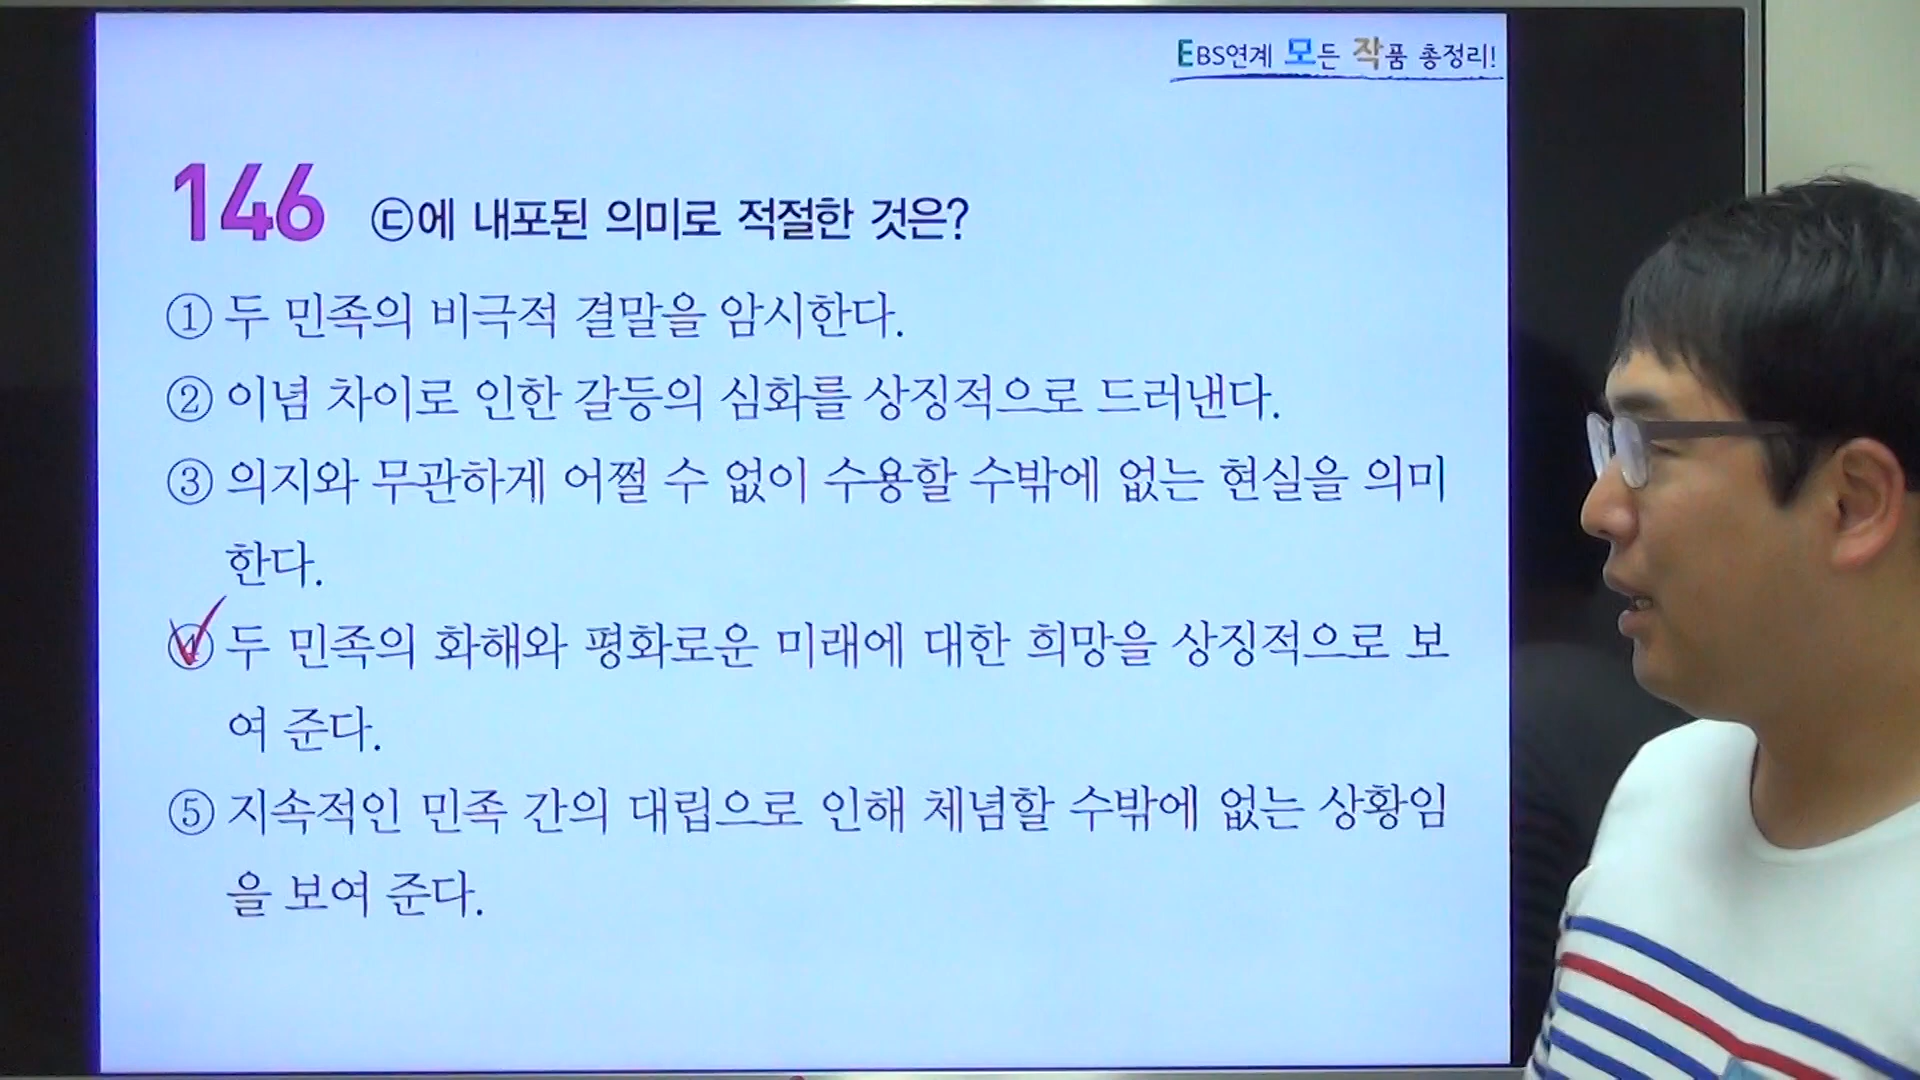 EBS연계 모든 작품 총정리!
146 ㉢에 내포된 의미로 적절한 것은?
① 두 민족의 비극적 결말을 암시한다.
② 이념 차이로 인한 갈등의 심화를 상징적으로 드러낸다.
③ 의지와 무관하게 어쩔 수 없이 수용할 수밖에 없는 현실을 의미
한다.
④ 두 민족의 화해와 평화로운 미래에 대한 희망을 상징적으로 보
여 준다.
⑤ 지속적인 민족 간의 대립으로 인해 체념할 수밖에 없는 상황임
을 보여 준다.